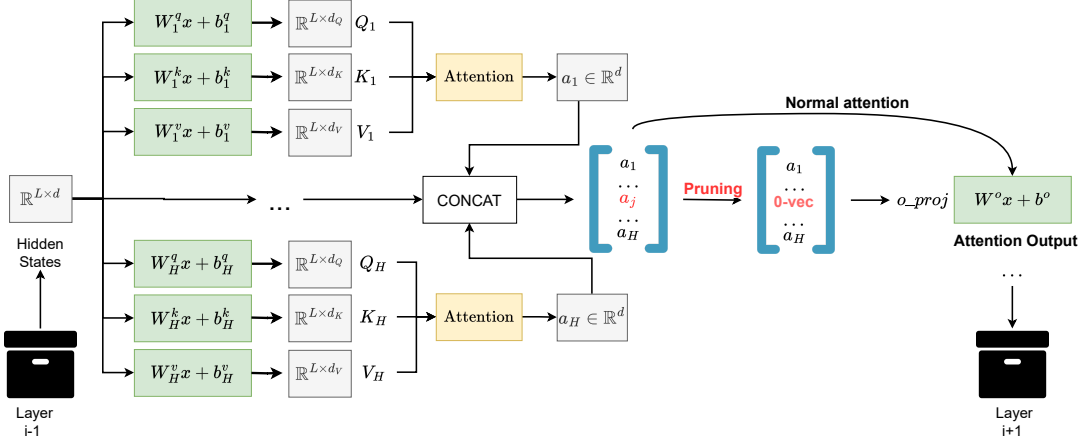 W_1^q x + b_1^q
ℝ^{L×d_Q} Q_1
W_1^k x + b_1^k
ℝ^{L×d_K} K_1
Attention
a_1 ∈ ℝ^d
W_1^v x + b_1^v
ℝ^{L×d_V} V_1
Normal attention
ℝ^{L×d}
Hidden
States
...
CONCAT
a_1
...
a_j
...
a_H
Pruning
a_1
...
0-vec
...
a_H
o_proj
W^o x + b^o
Attention Output
...
W_H^q x + b_H^q
ℝ^{L×d_Q} Q_H
W_H^k x + b_H^k
ℝ^{L×d_K} K_H
Attention
a_H ∈ ℝ^d
W_H^v x + b_H^v
ℝ^{L×d_V} V_H
Layer
i-1
Layer
i+1